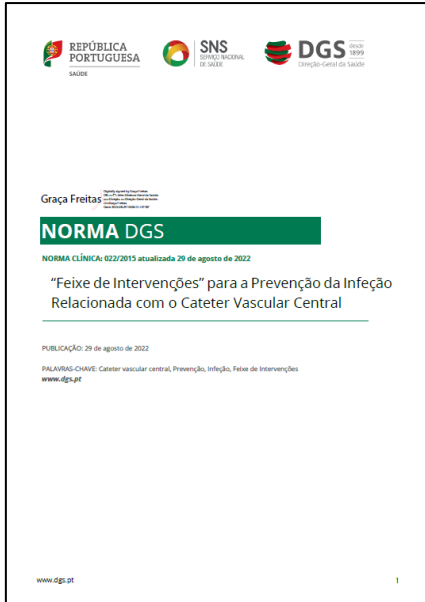 REPÚBLICA
PORTUGUESA
SAÚDE
SNS
SERVIÇO NACIONAL
DE SAÚDE
DGS desde
1899
Direção-Geral da Saúde
Graça Freitas
NORMA DGS
NORMA CLÍNICA: 022/2015 atualizada 29 de agosto de 2022
“Feixe de Intervenções” para a Prevenção da Infeção
Relacionada com o Cateter Vascular Central
PUBLICAÇÃO: 29 de agosto de 2022
PALAVRAS-CHAVE: Cateter vascular central, Prevenção, Infeção, Feixe de Intervenções
www.dgs.pt
www.dgs.pt 1